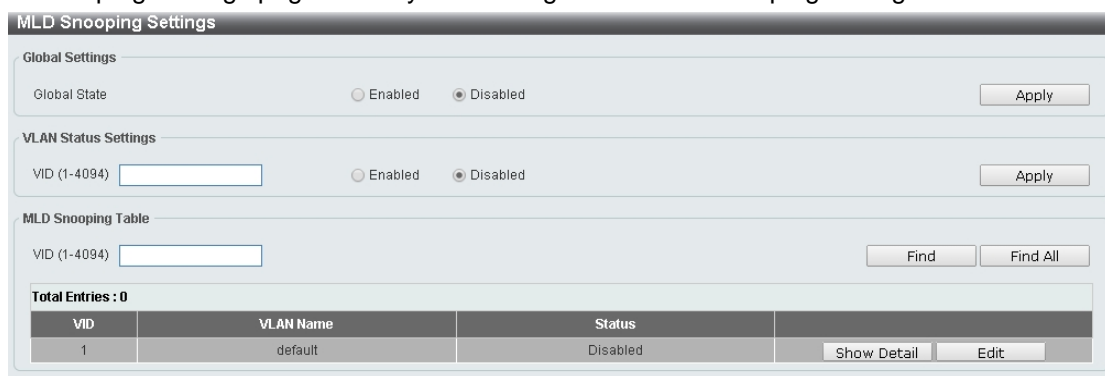 MLD Snooping Settings
Global Settings
Global State Enabled Disabled Apply
VLAN Status Settings
VID (1-4094) Enabled Disabled Apply
MLD Snooping Table
VID (1-4094) Find Find All
Total Entries : 0
VID VLAN Name Status
1 default Disabled Show Detail Edit